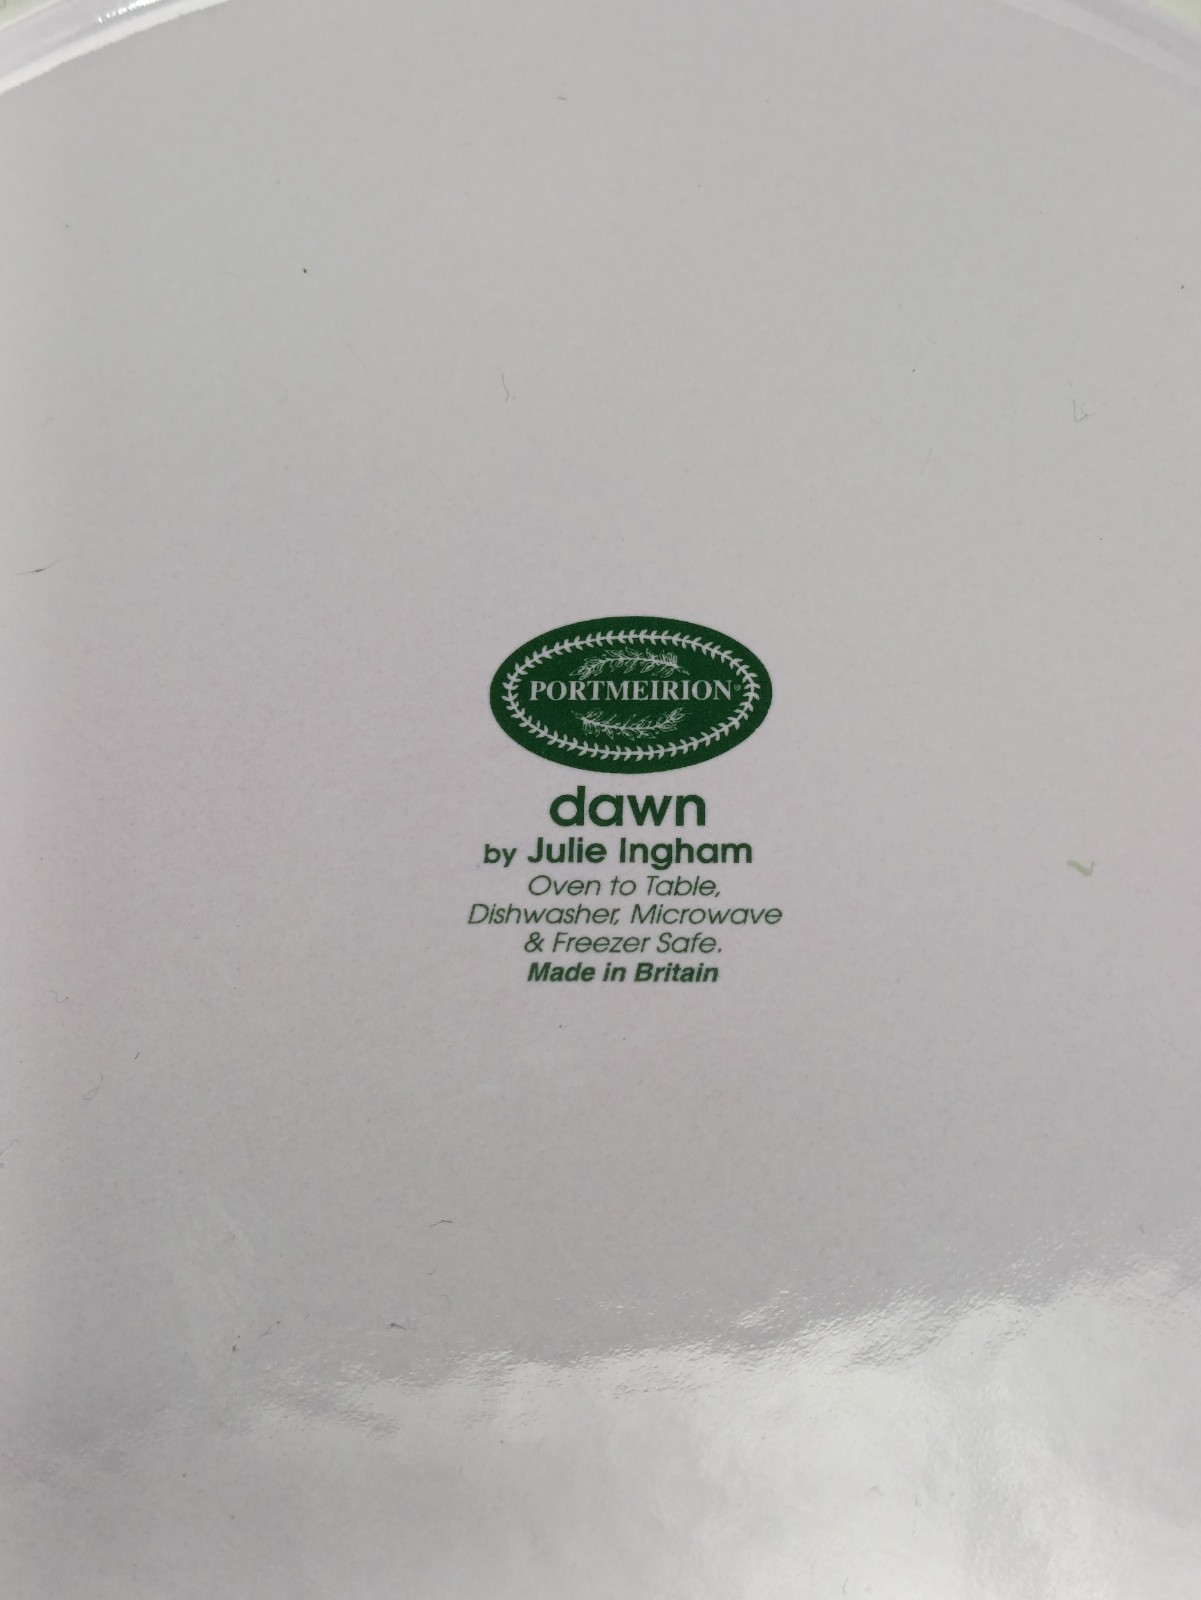 PORTMEIRION®
dawn
by Julie Ingham
Oven to Table,
Dishwasher, Microwave
& Freezer Safe.
Made in Britain